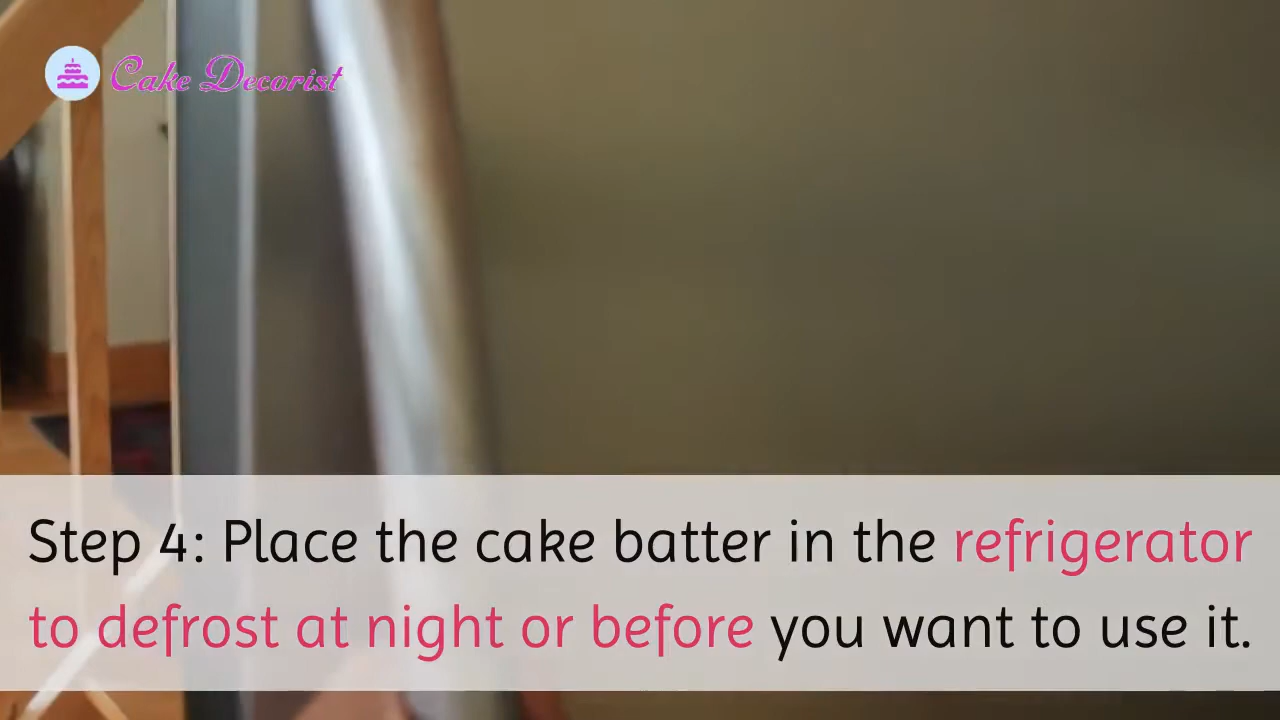 Cake Decorist
Step 4: Place the cake batter in the refrigerator
to defrost at night or before you want to use it.